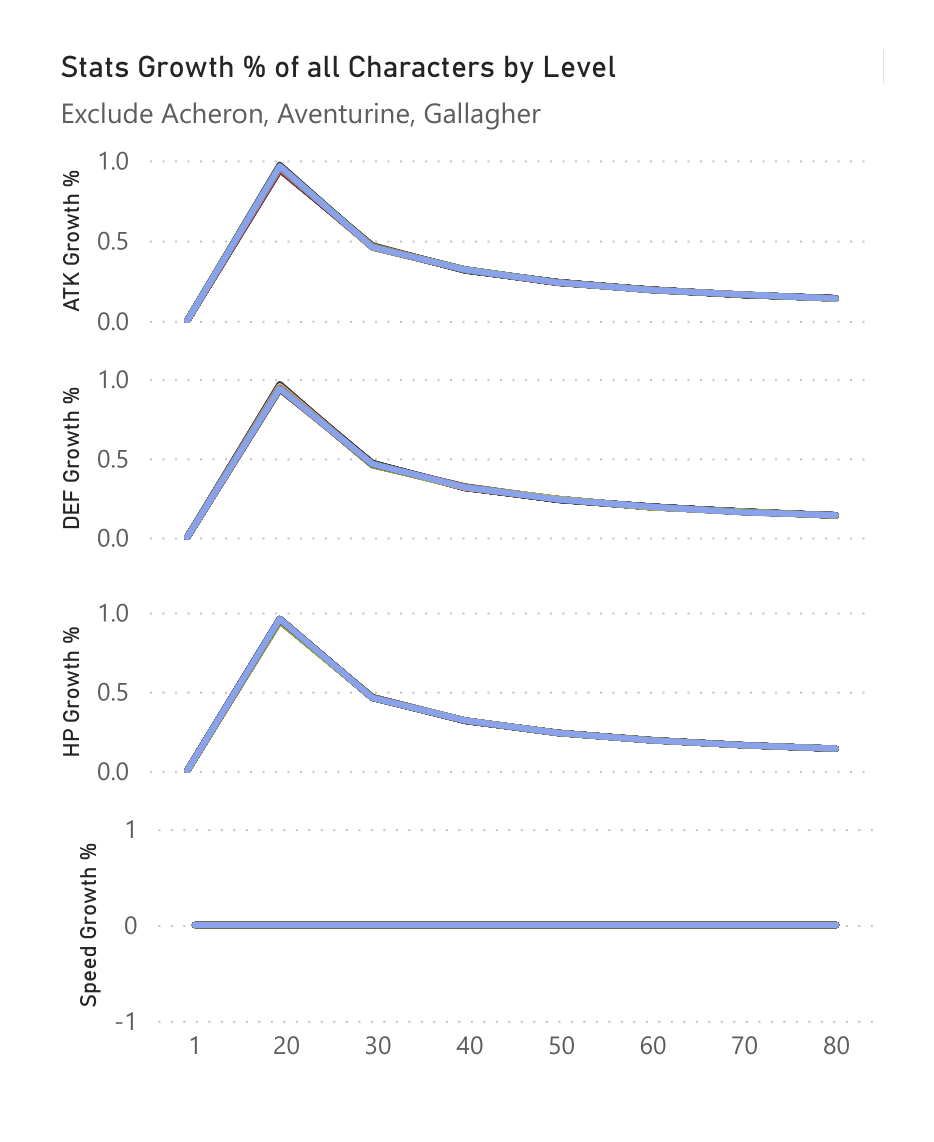 Stats Growth % of all Characters by Level
Exclude Acheron, Aventurine, Gallagher
ATK Growth %
1.0
0.5
0.0
DEF Growth %
1.0
0.5
0.0
HP Growth %
1.0
0.5
0.0
Speed Growth %
1
0
-1
1 20 30 40 50 60 70 80